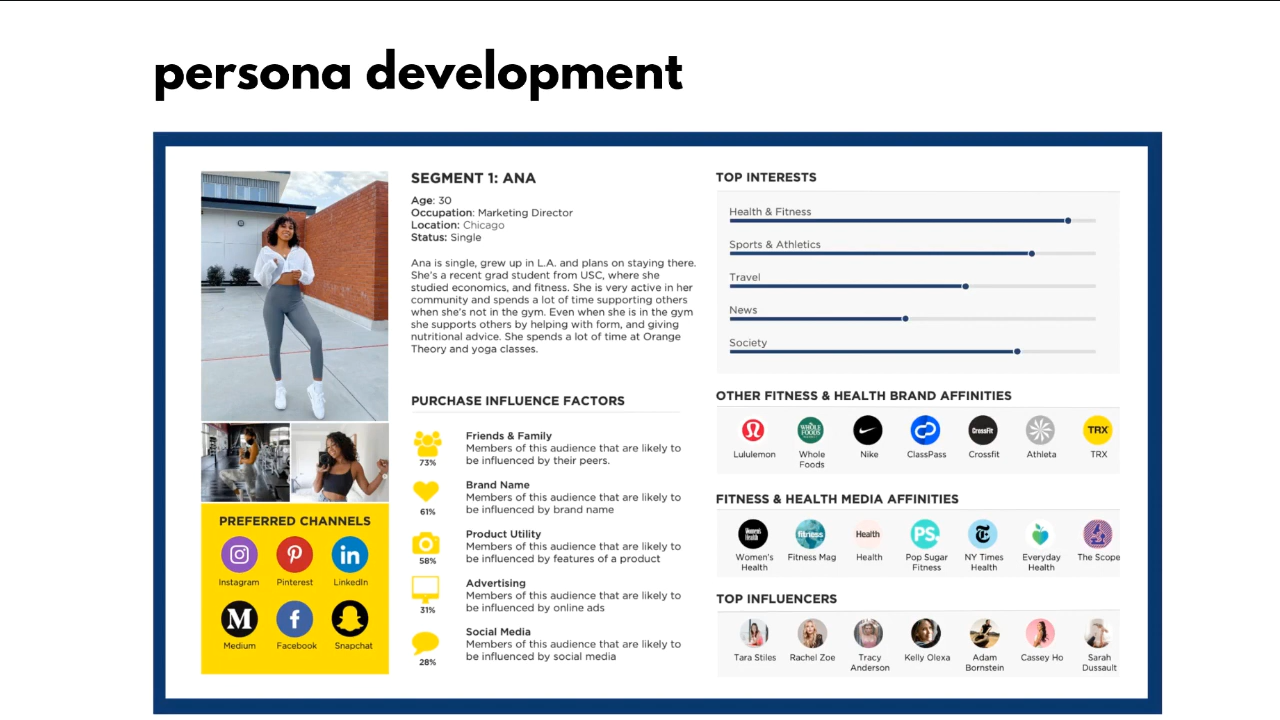 persona development
SEGMENT 1: ANA
Age: 30
Occupation: Marketing Director
Location: Chicago
Status: Single
Ana is single, grew up in L.A. and plans on staying there.
She's a recent grad student from USC, where she
studied economics, and fitness. She is very active in her
community and spends a lot of time supporting others
when she's not in the gym. Even when she is in the gym
she supports others by helping with form, and giving
nutritional advice. She spends a lot of time at Orange
Theory and yoga classes.
PREFERRED CHANNELS
Instagram
Pinterest
LinkedIn
Medium
Facebook
Snapchat
PURCHASE INFLUENCE FACTORS
Friends & Family
Members of this audience that are likely to
be influenced by their peers.
73%
Brand Name
Members of this audience that are likely to
be influenced by brand name
61%
Product Utility
Members of this audience that are likely to
be influenced by features of a product
58%
Advertising
Members of this audience that are likely to
be influenced by online ads
31%
Social Media
Members of this audience that are likely to
be influenced by social media
28%
TOP INTERESTS
Health & Fitness
Sports & Athletics
Travel
News
Society
OTHER FITNESS & HEALTH BRAND AFFINITIES
WHOLE FOODS
CrossFit
TRX
Lululemon
Whole
Foods
Nike
ClassPass
Crossfit
Athleta
TRX
FITNESS & HEALTH MEDIA AFFINITIES
Women's Health
fitness
Health
PS.
Women's
Health
Fitness Mag
Health
Pop Sugar
Fitness
NY Times
Health
Everyday
Health
The Scope
TOP INFLUENCERS
Tara Stiles
Rachel Zoe
Tracy
Anderson
Kelly Olexa
Adam
Bornstein
Cassey Ho
Sarah
Dussault